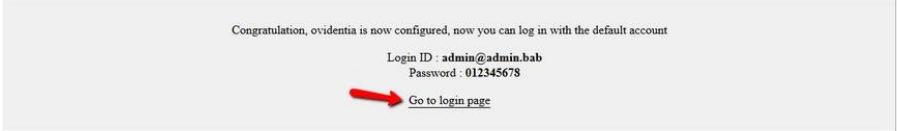 Congratulation, ovidentia is now configured, now you can log in with the default account
Login ID : admin@admin.bab
Password : 012345678
Go to login page